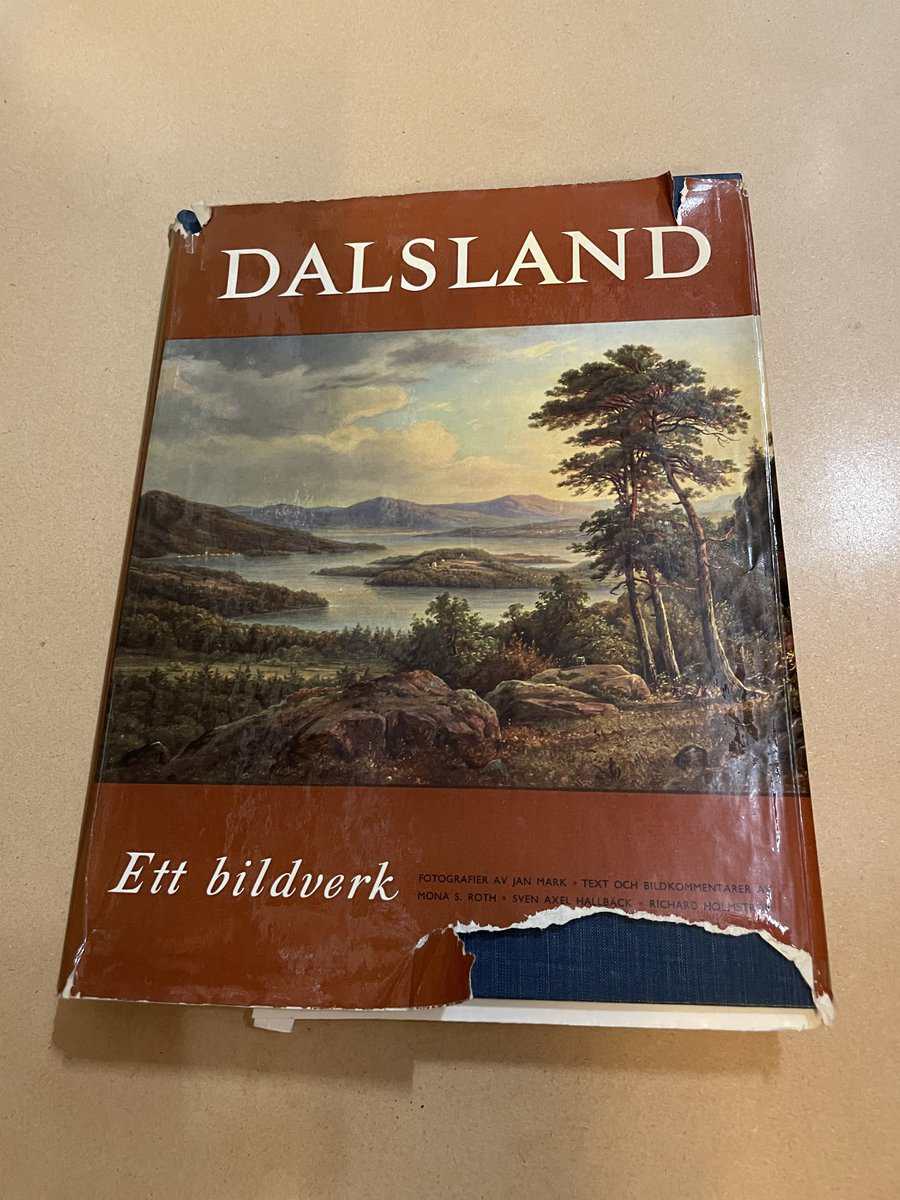 DALSLAND
Ett bildverk
FOTOGRAFIER AV JAN MARK • TEXT OCH BILDKOMMENTARER AV
MONA S. ROTH • SVEN AXEL HALLBÄCK • RICHARD HOLMSTRÖM